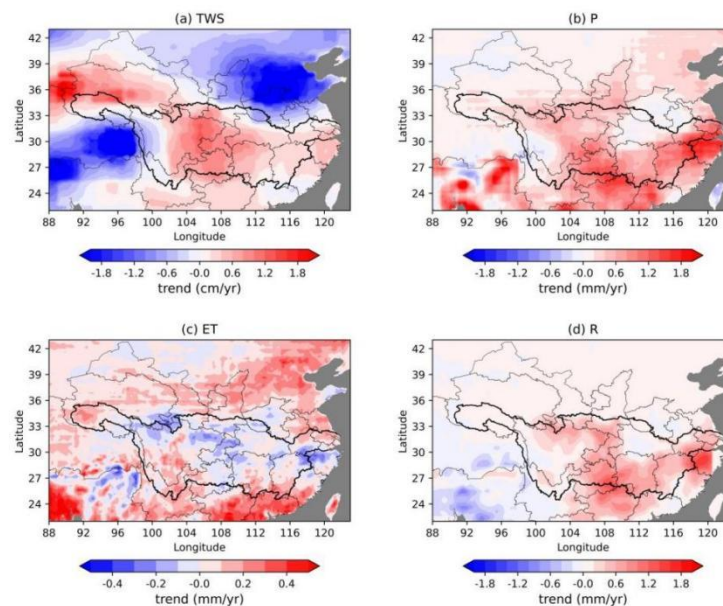 (a) TWS
42
39
36
33
30
27
24
Latitude
88 92 96 100 104 108 112 116 120
Longitude
-1.8 -1.2 -0.6 -0.0 0.6 1.2 1.8
trend (cm/yr)
(b) P
42
39
36
33
30
27
24
Latitude
88 92 96 100 104 108 112 116 120
Longitude
-1.8 -1.2 -0.6 -0.0 0.6 1.2 1.8
trend (mm/yr)
(c) ET
42
39
36
33
30
27
24
Latitude
88 92 96 100 104 108 112 116 120
Longitude
-0.4 -0.2 -0.0 0.2 0.4
trend (mm/yr)
(d) R
42
39
36
33
30
27
24
Latitude
88 92 96 100 104 108 112 116 120
Longitude
-1.8 -1.2 -0.6 -0.0 0.6 1.2 1.8
trend (mm/yr)